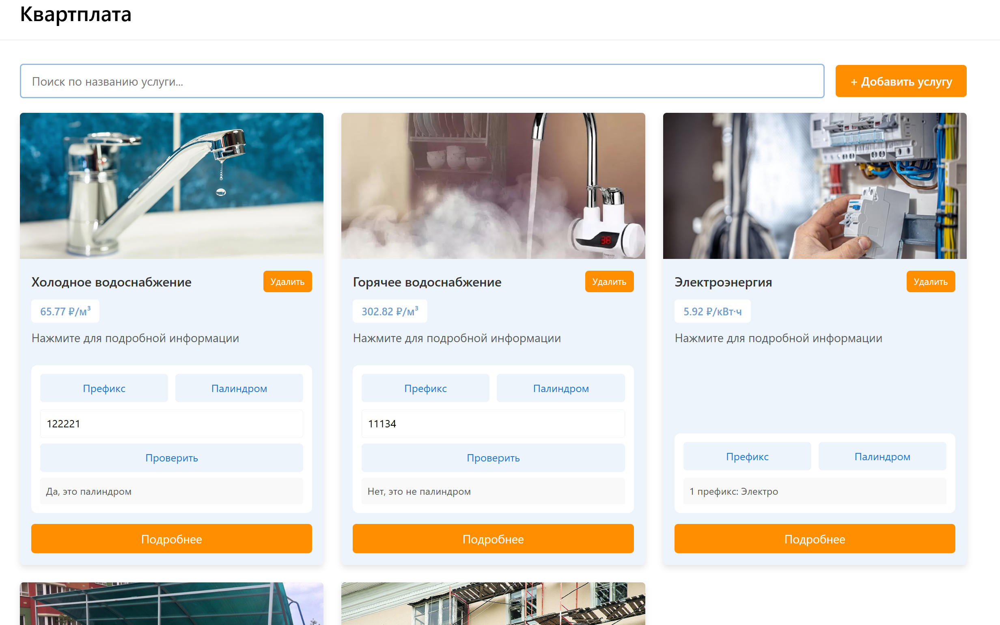 Квартплата
Поиск по названию услуги...
+ Добавить услугу
38
Холодное водоснабжение
Удалить
65.77 ₽/м³
Нажмите для подробной информации
Префикс
Палиндром
122221
Проверить
Да, это палиндром
Подробнее
Горячее водоснабжение
Удалить
302.82 ₽/м³
Нажмите для подробной информации
Префикс
Палиндром
11134
Проверить
Нет, это не палиндром
Подробнее
Электроэнергия
Удалить
5.92 ₽/кВт·ч
Нажмите для подробной информации
Префикс
Палиндром
1 префикс: Электро
Подробнее